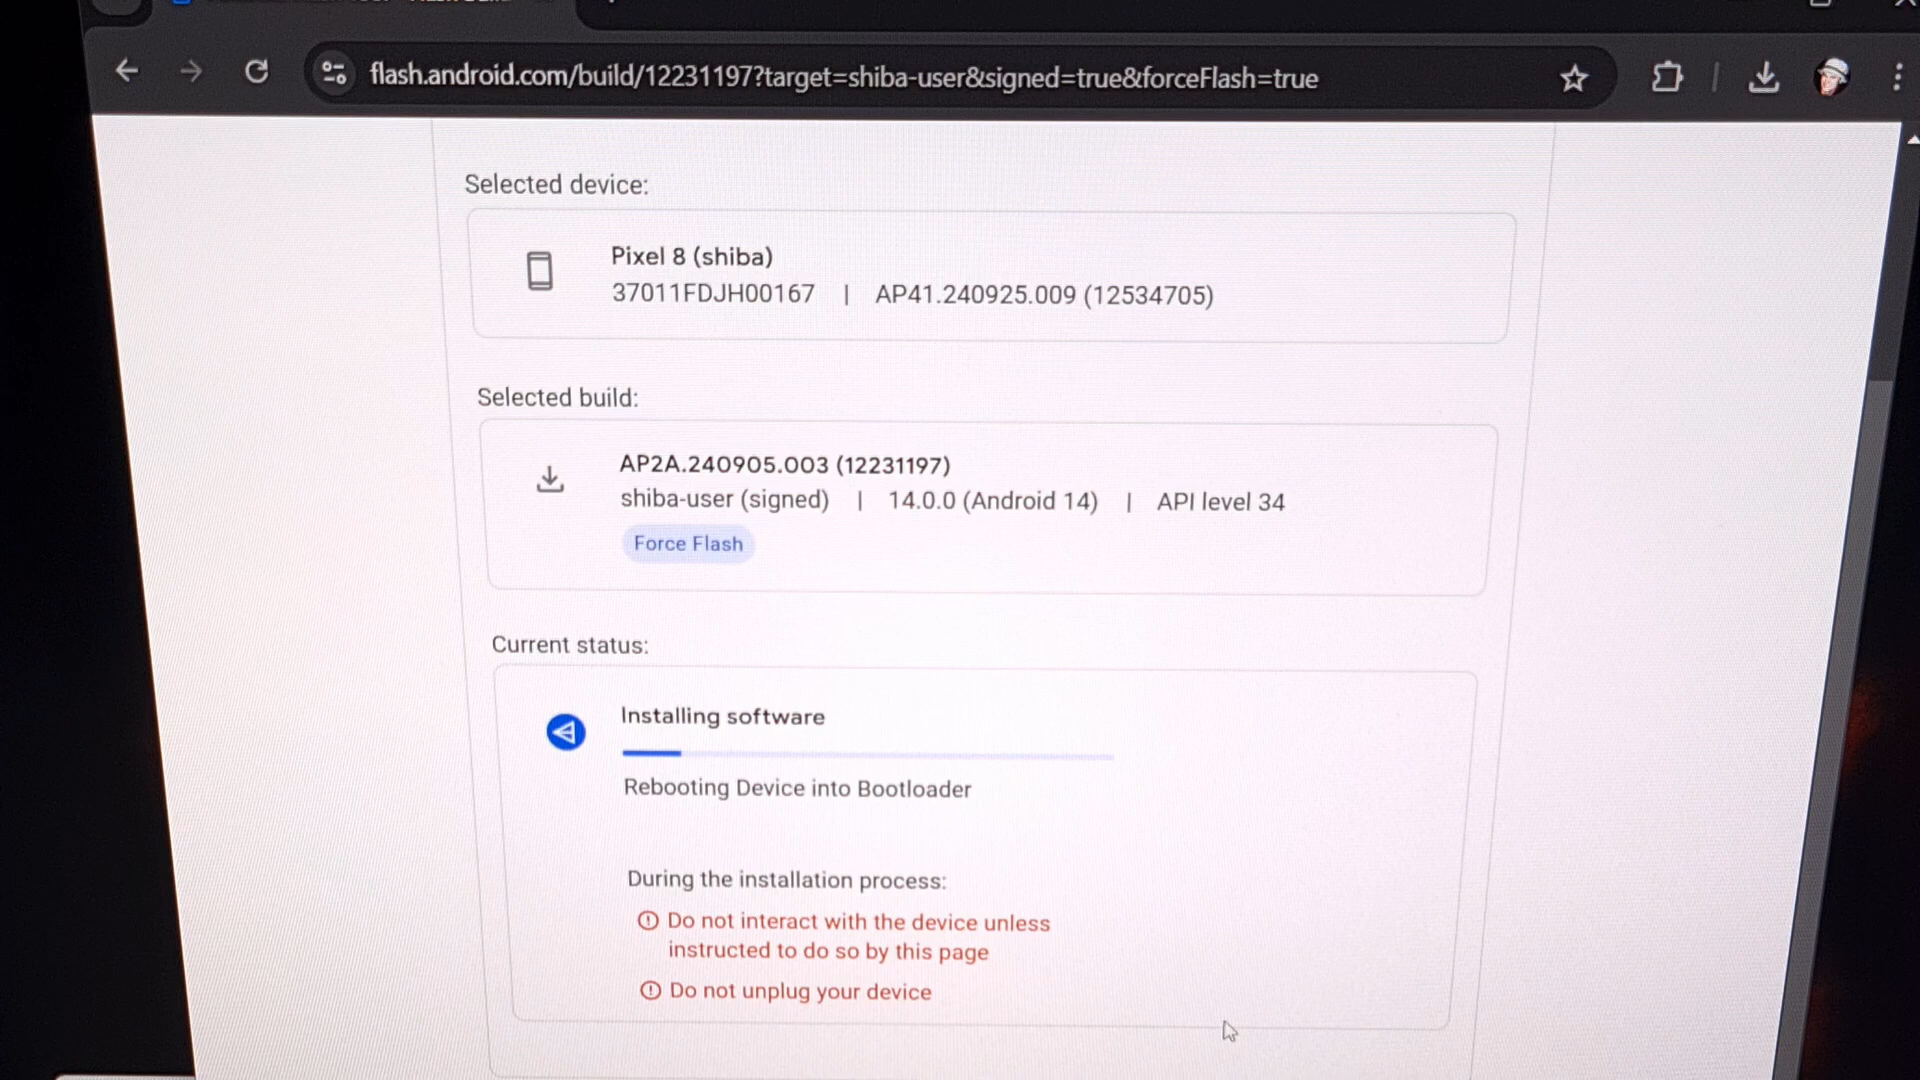 flash.android.com/build/12231197?target=shiba-user&signed=true&forceFlash=true
Selected device:
Pixel 8 (shiba)
37011FDJH00167 | AP41.240925.009 (12534705)
Selected build:
AP2A.240905.003 (12231197)
shiba-user (signed) | 14.0.0 (Android 14) | API level 34
Force Flash
Current status:
Installing software
Rebooting Device into Bootloader
During the installation process:
Do not interact with the device unless
instructed to do so by this page
Do not unplug your device